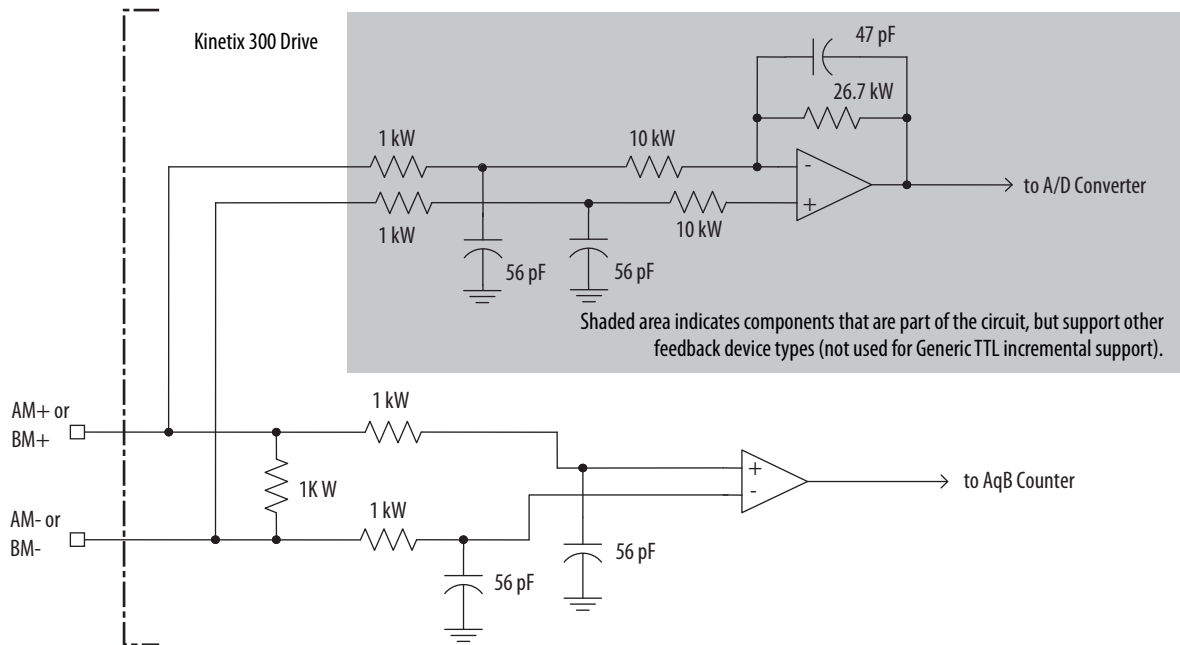 Kinetix 300 Drive
47 pF
26.7 kW
1 kW
10 kW
-
+
to A/D Converter
1 kW
10 kW
56 pF
56 pF
Shaded area indicates components that are part of the circuit, but support other
feedback device types (not used for Generic TTL incremental support).
AM+ or
BM+
1 kW
+
-
to AqB Counter
1K W
AM- or
BM-
1 kW
56 pF
56 pF